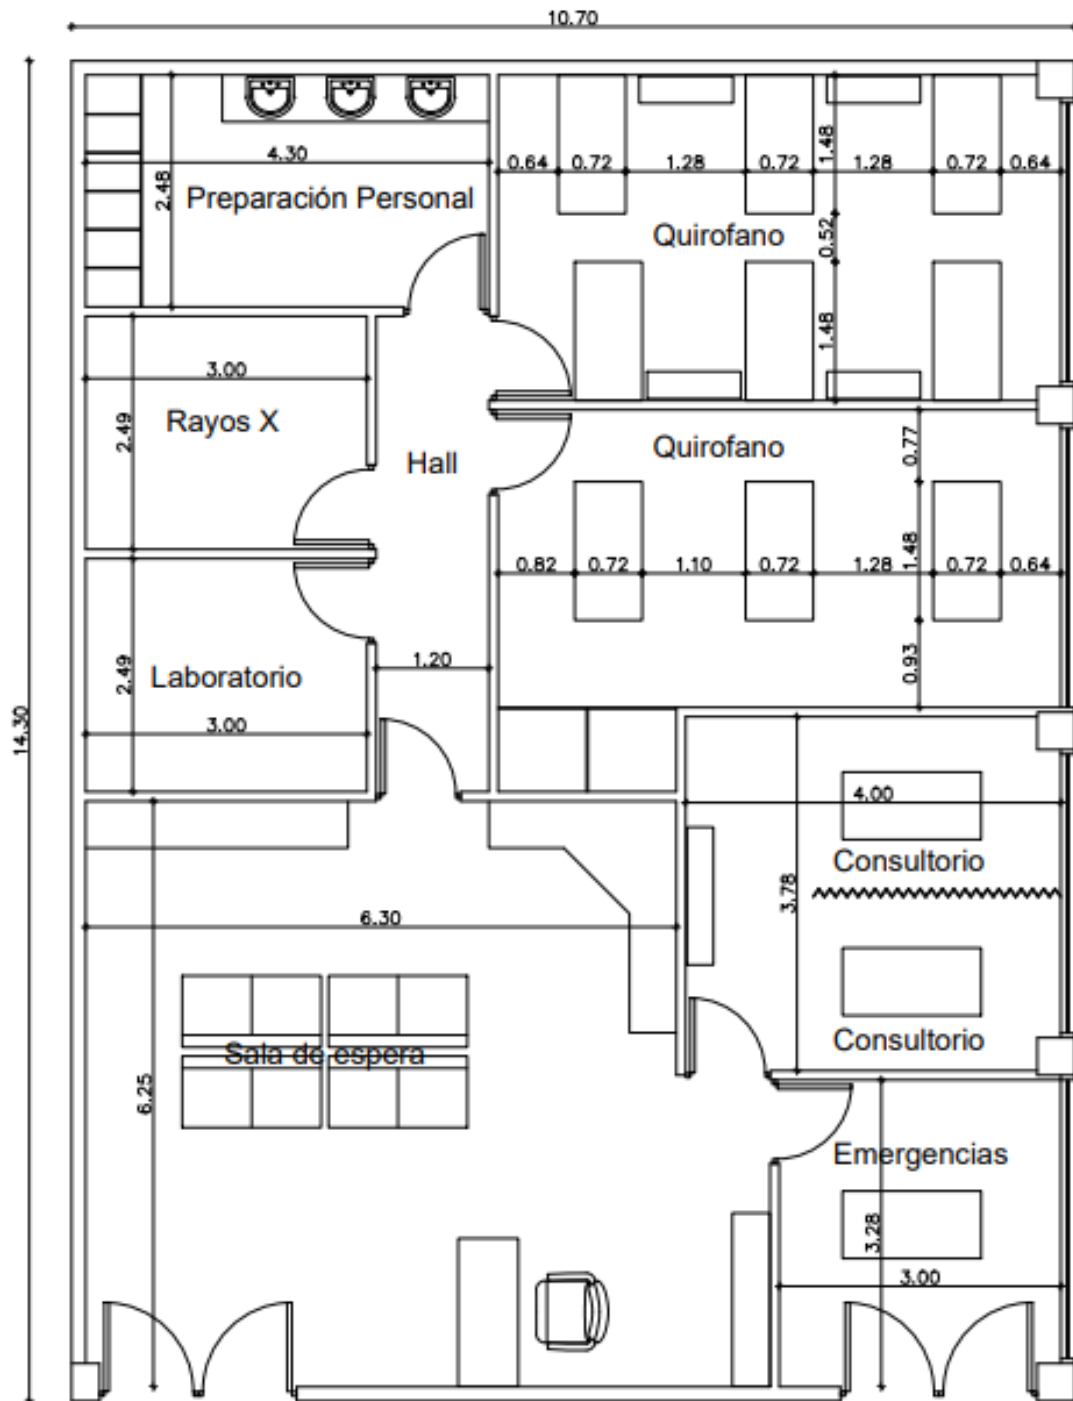 10.70
4.30
2.48
Preparación Personal
0.64 0.72 1.28 0.72 1.28 0.72 0.64
1.48
0.52
1.48
Quirofano
3.00
2.49
Rayos X
Hall
Quirofano
0.77
1.48
0.93
0.82 0.72 1.10 0.72 1.28 0.72 0.64
2.49
Laboratorio
3.00
1.20
14.30
4.00
Consultorio
3.78
Consultorio
6.30
Sala de espera
6.25
Emergencias
3.28
3.00